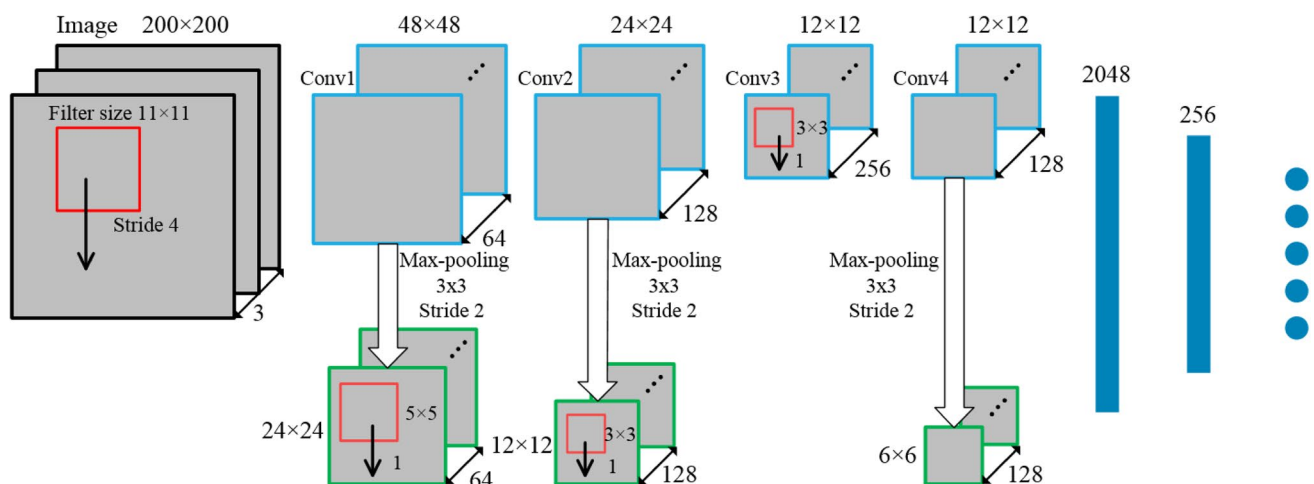 Image 200×200
48×48
24×24
12×12
12×12
Conv1
Conv2
Conv3
Conv4
2048
256
Filter size 11×11
Stride 4
3
64
128
3×3
1
256
128
Max-pooling
3x3
Stride 2
Max-pooling
3x3
Stride 2
Max-pooling
3x3
Stride 2
24×24
5×5
1
64
12×12
3×3
1
128
6×6
128